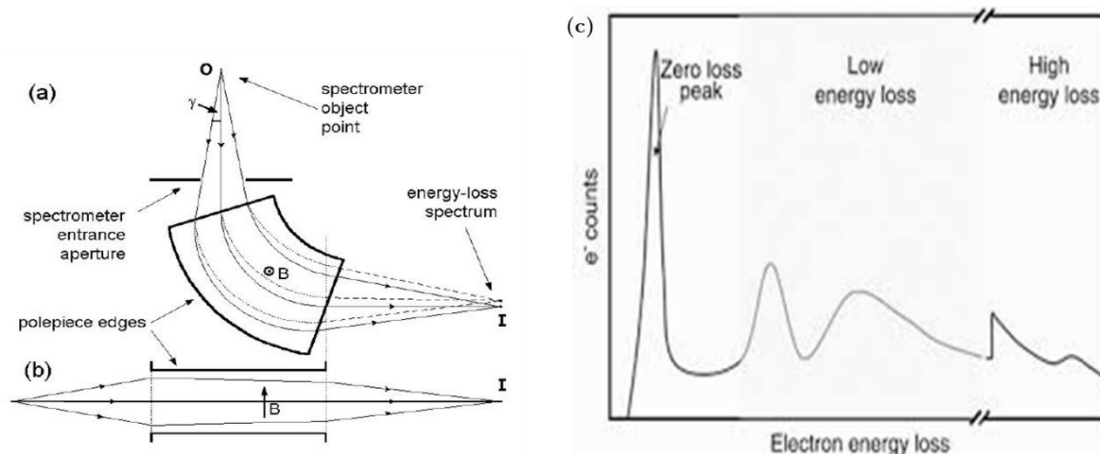 (a)
O
γ
spectrometer
object
point
spectrometer
entrance
aperture
energy-loss
spectrum
B
I
polepiece edges
(b)
B
I
(c)
Zero loss
peak
Low
energy loss
High
energy loss
e⁻ counts
Electron energy loss